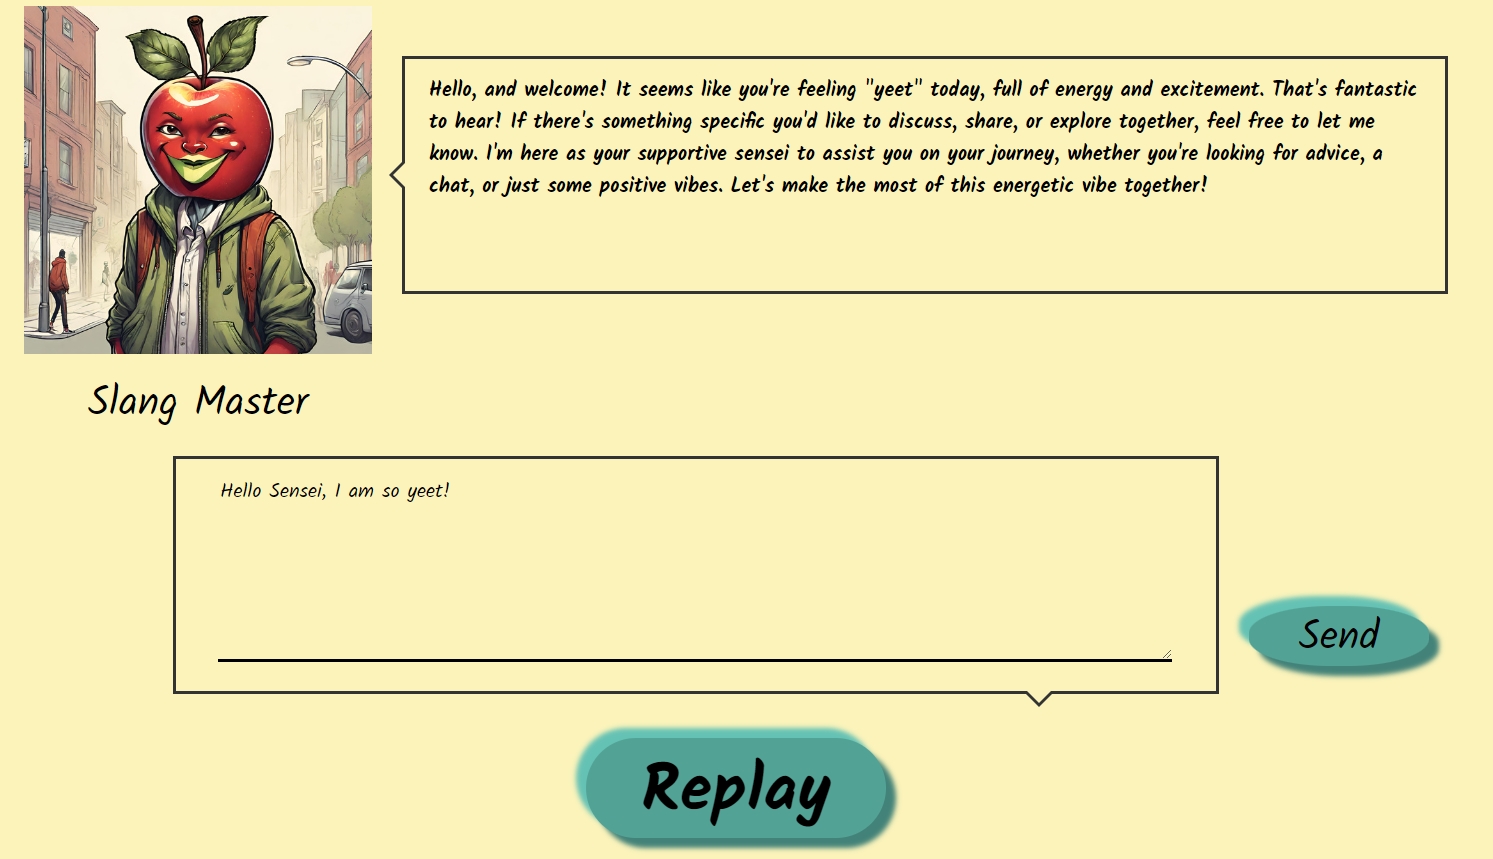 Hello, and welcome! It seems like you're feeling "yeet" today, full of energy and excitement. That's fantastic
to hear! If there's something specific you'd like to discuss, share, or explore together, feel free to let me
know. I'm here as your supportive sensei to assist you on your journey, whether you're looking for advice, a
chat, or just some positive vibes. Let's make the most of this energetic vibe together!
Slang Master
Hello Sensei, I am so yeet!
Send
Replay